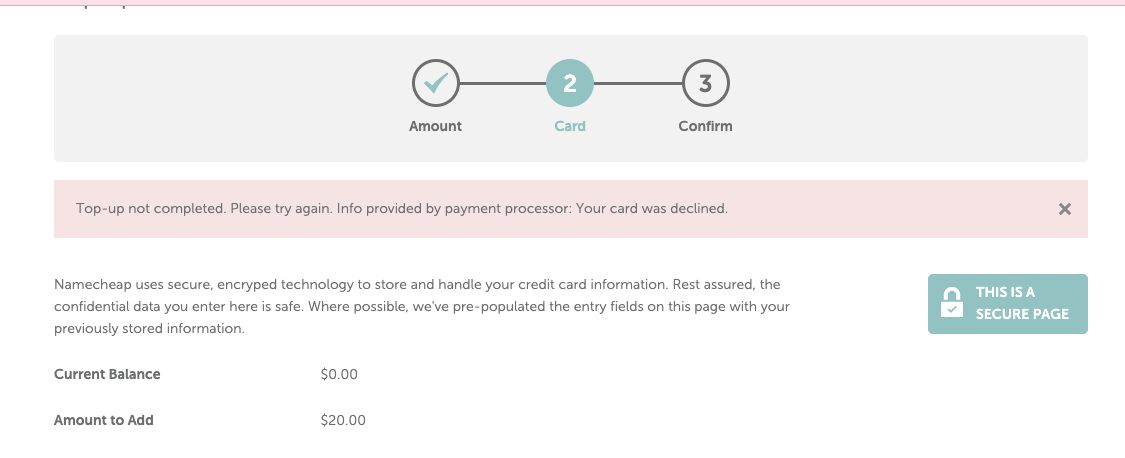 2
3
Amount
Card
Confirm
Top-up not completed. Please try again. Info provided by payment processor: Your card was declined.
Namecheap uses secure, encryped technology to store and handle your credit card information. Rest assured, the
confidential data you enter here is safe. Where possible, we've pre-populated the entry fields on this page with your
previously stored information.
THIS IS A
SECURE PAGE
Current Balance
$0.00
Amount to Add
$20.00